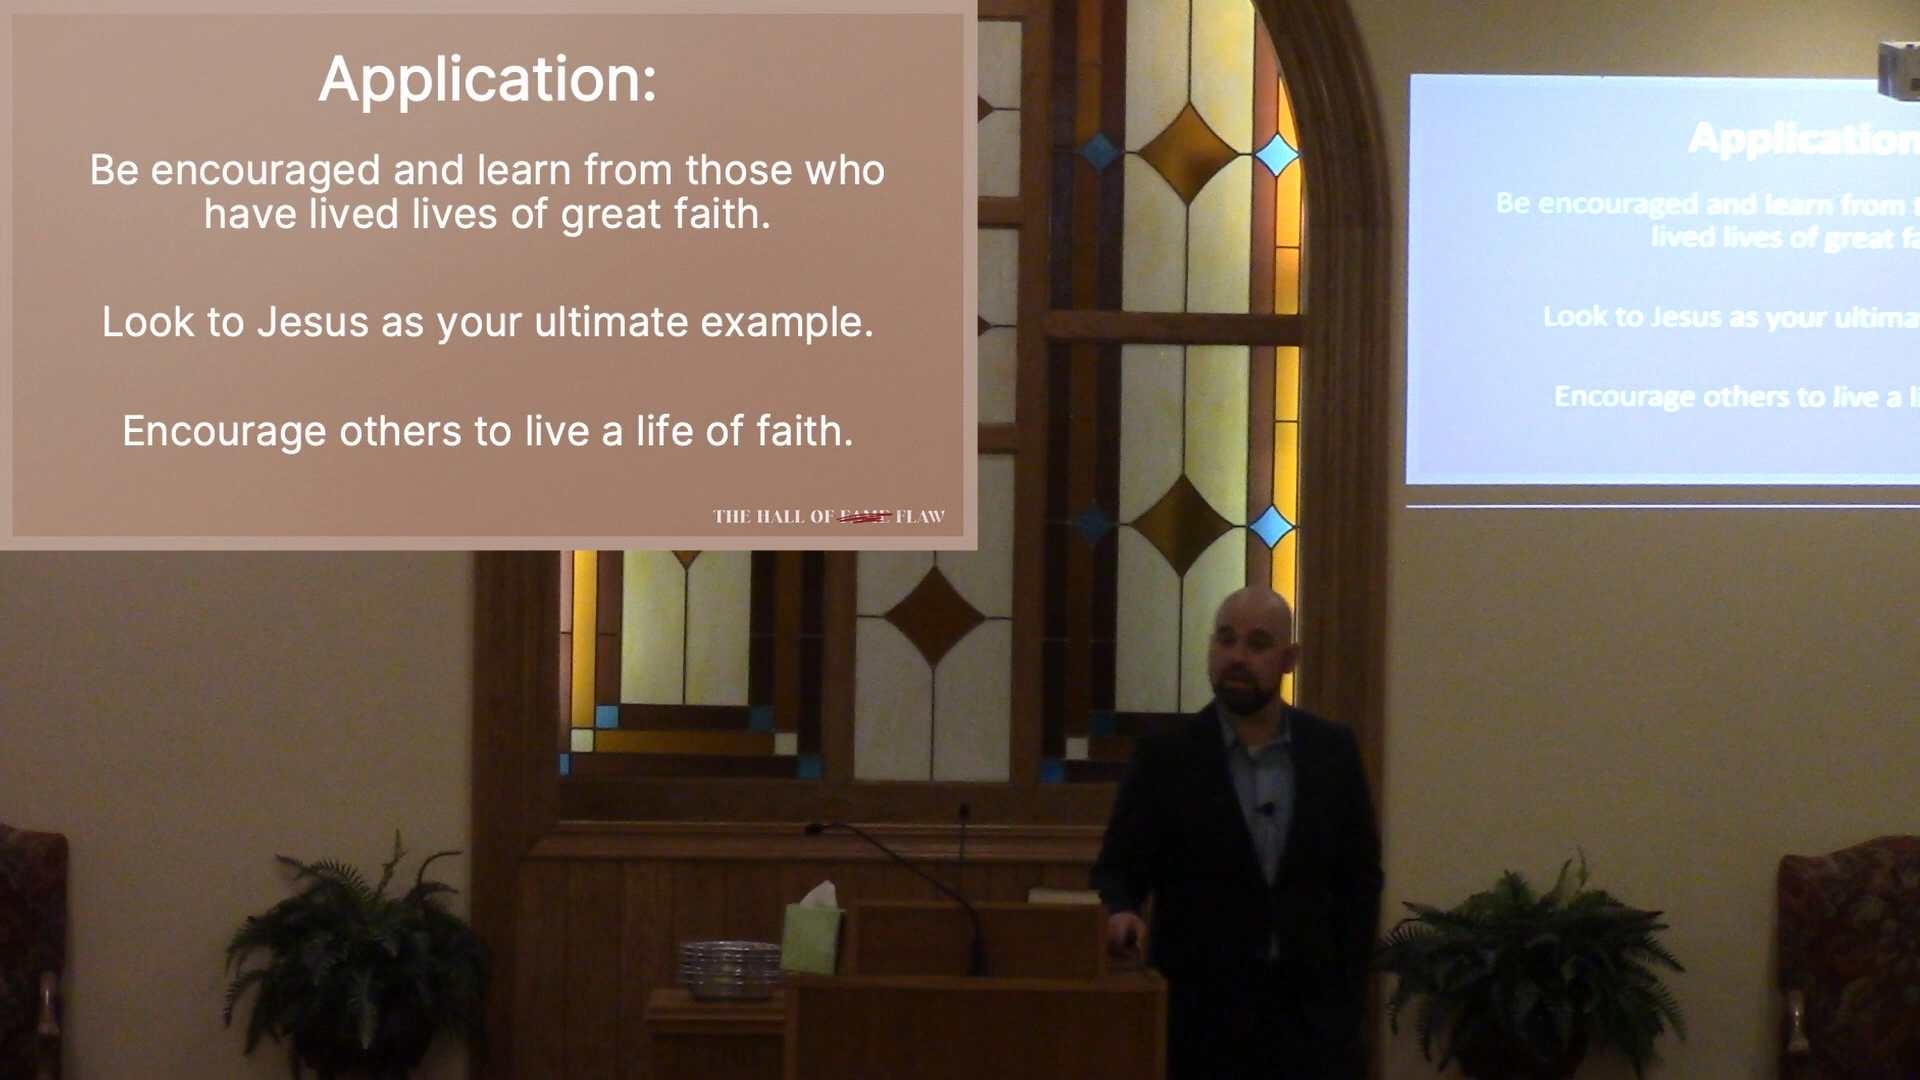 Application:
Be encouraged and learn from those who
have lived lives of great faith.
Look to Jesus as your ultimate example.
Encourage others to live a life of faith.
THE HALL OF FAME FLAW
Application
Be encouraged and learn from
lived lives of great
Look to Jesus as your
Encourage others to live a